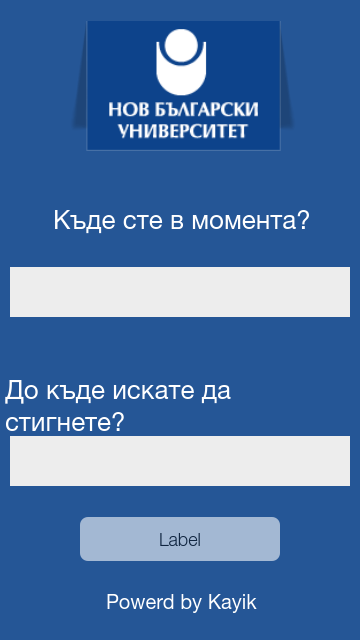 НОВ БЪЛГАРСКИ
УНИВЕРСИТЕТ
Къде сте в момента?
До къде искате да
стигнете?
Label
Powerd by Kayik